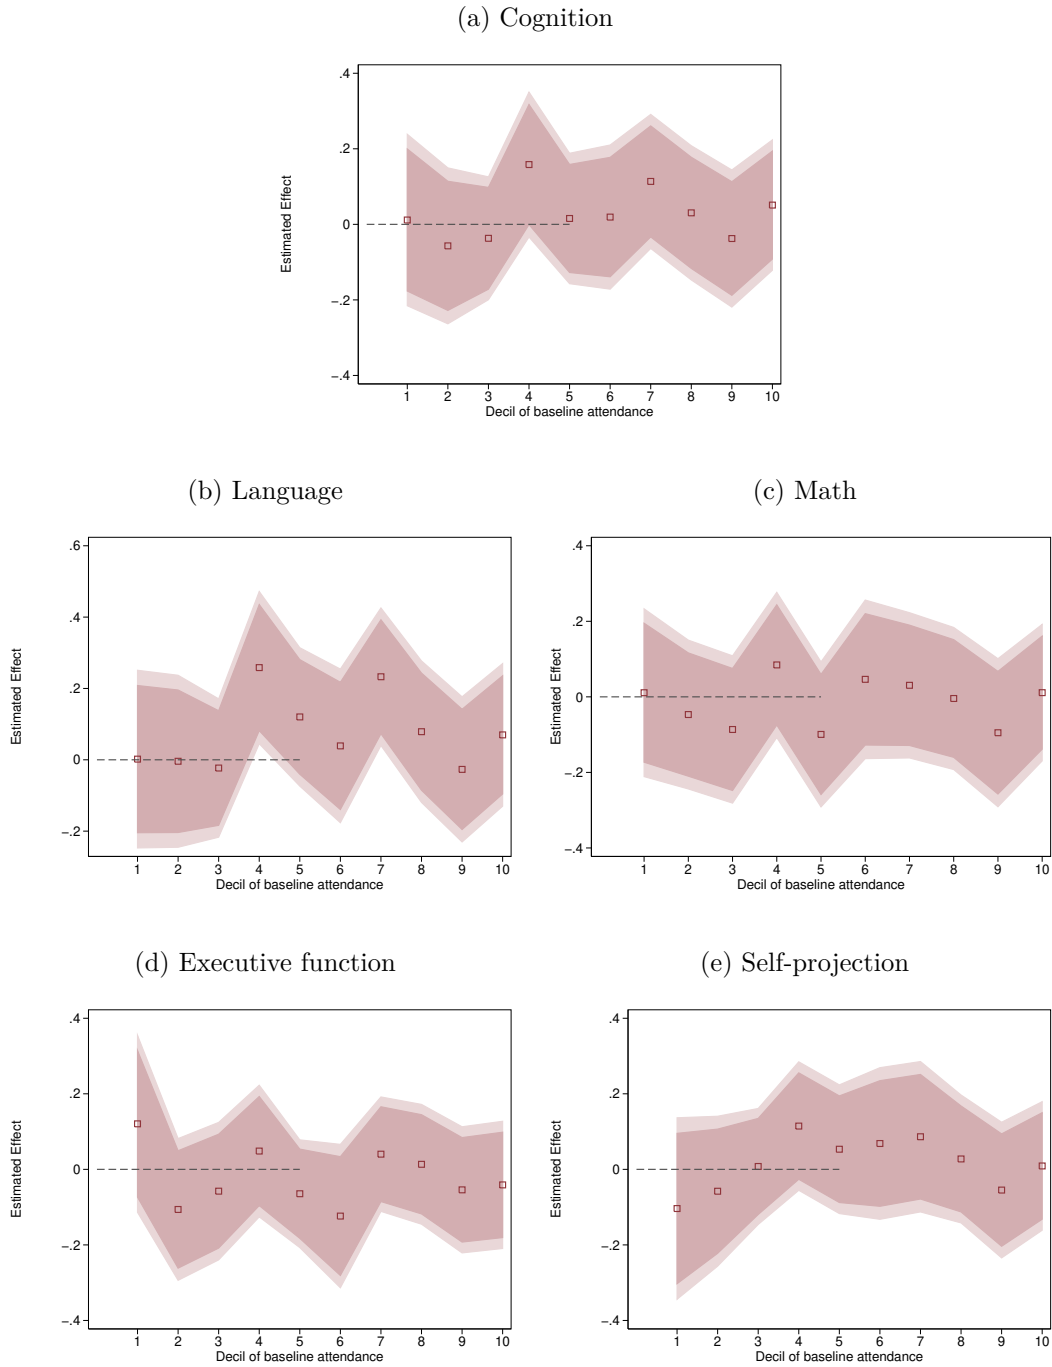 (a) Cognition
.4
.2
0
−.2
−.4
Estimated Effect
1 2 3 4 5 6 7 8 9 10
Decil of baseline attendance
(b) Language
.6
.4
.2
0
−.2
Estimated Effect
1 2 3 4 5 6 7 8 9 10
Decil of baseline attendance
(c) Math
.4
.2
0
−.2
−.4
Estimated Effect
1 2 3 4 5 6 7 8 9 10
Decil of baseline attendance
(d) Executive function
.4
.2
0
−.2
−.4
Estimated Effect
1 2 3 4 5 6 7 8 9 10
Decil of baseline attendance
(e) Self-projection
.4
.2
0
−.2
−.4
Estimated Effect
1 2 3 4 5 6 7 8 9 10
Decil of baseline attendance